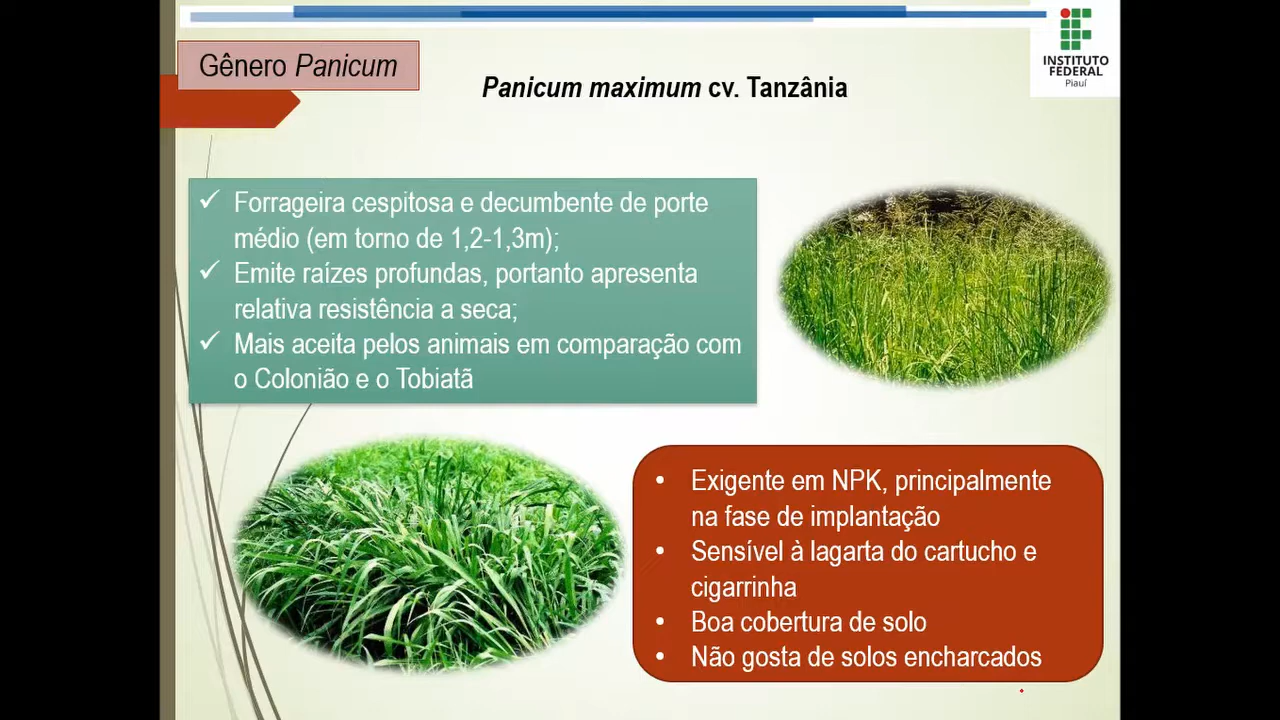 Gênero Panicum
Panicum maximum cv. Tanzânia
INSTITUTO
FEDERAL
Piauí
✓ Forrageira cespitosa e decumbente de porte
médio (em torno de 1,2-1,3m);
✓ Emite raízes profundas, portanto apresenta
relativa resistência a seca;
✓ Mais aceita pelos animais em comparação com
o Colonião e o Tobiatã
• Exigente em NPK, principalmente
na fase de implantação
• Sensível à lagarta do cartucho e
cigarrinha
• Boa cobertura de solo
• Não gosta de solos encharcados